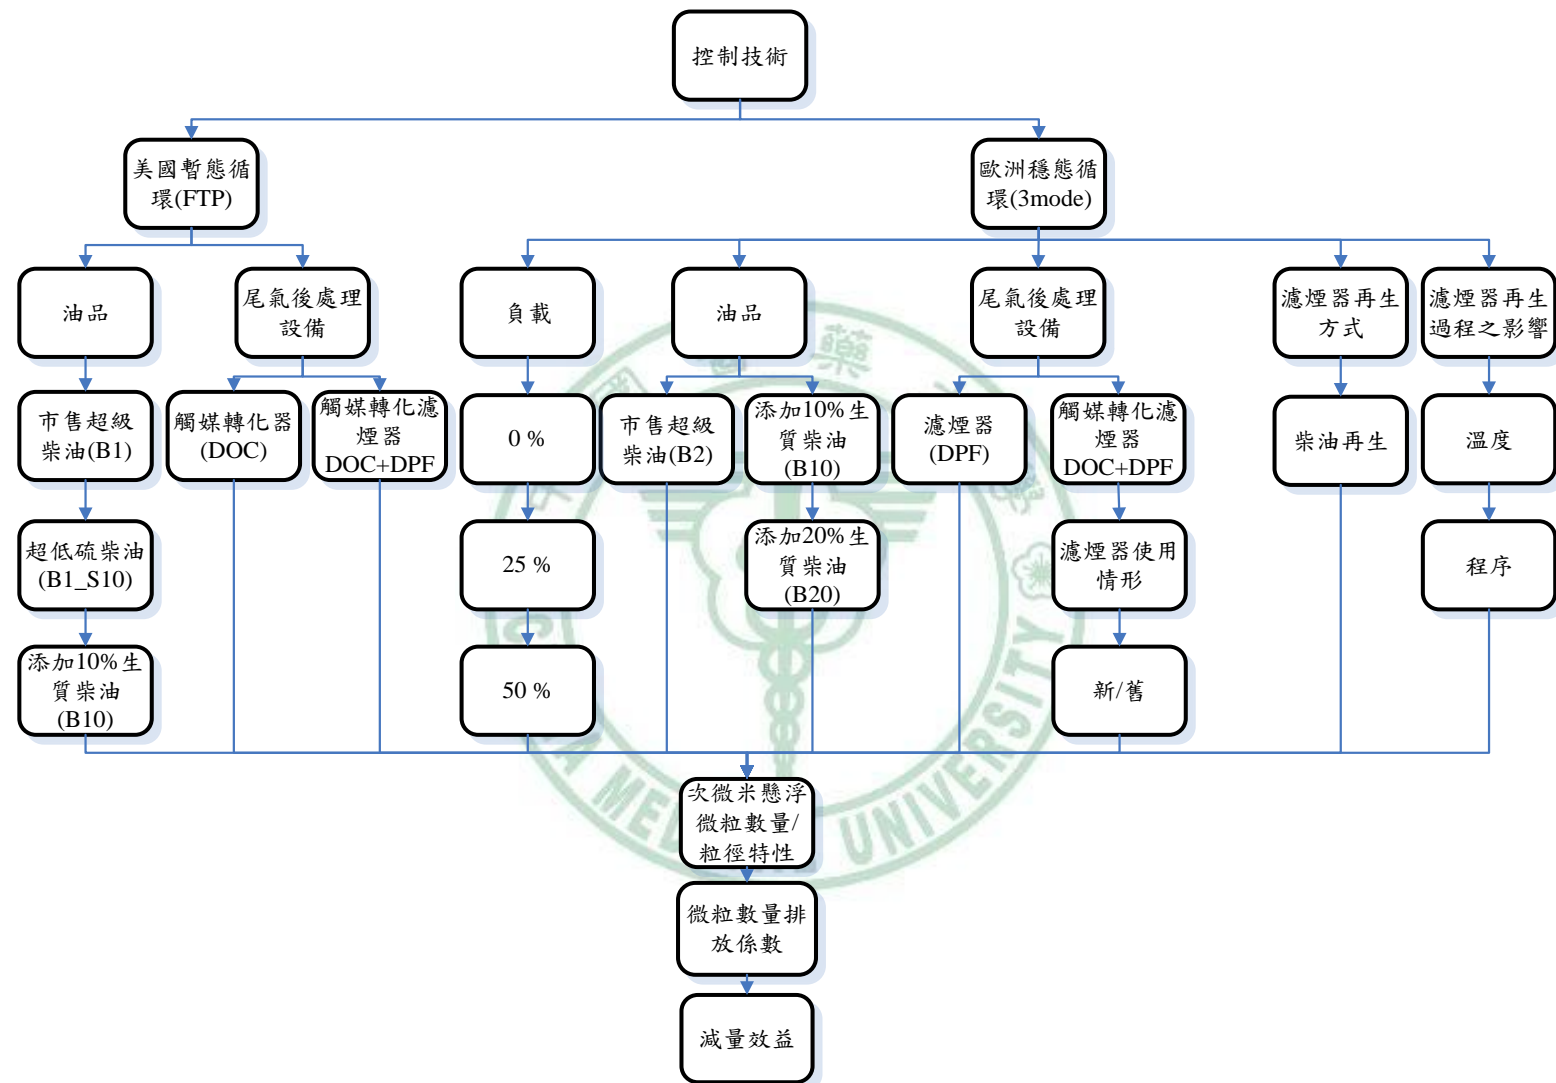 控制技術
美國暫態循
環(FTP)
歐洲穩態循
環(3mode)
油品
尾氣後處理
設備
負載
油品
尾氣後處理
設備
濾煙器再生
方式
濾煙器再生
過程之影響
市售超級
柴油(B1)
觸媒轉化器
(DOC)
觸媒轉化濾
煙器
DOC+DPF
0 %
市售超級
柴油(B2)
添加10%生
質柴油
(B10)
濾煙器
(DPF)
觸媒轉化濾
煙器
DOC+DPF
柴油再生
溫度
超低硫柴油
(B1_S10)
25 %
添加20%生
質柴油
(B20)
濾煙器使用
情形
程序
添加10%生
質柴油
(B10)
50 %
新/舊
次微米懸浮
微粒數量/
粒徑特性
微粒數量排
放係數
減量效益